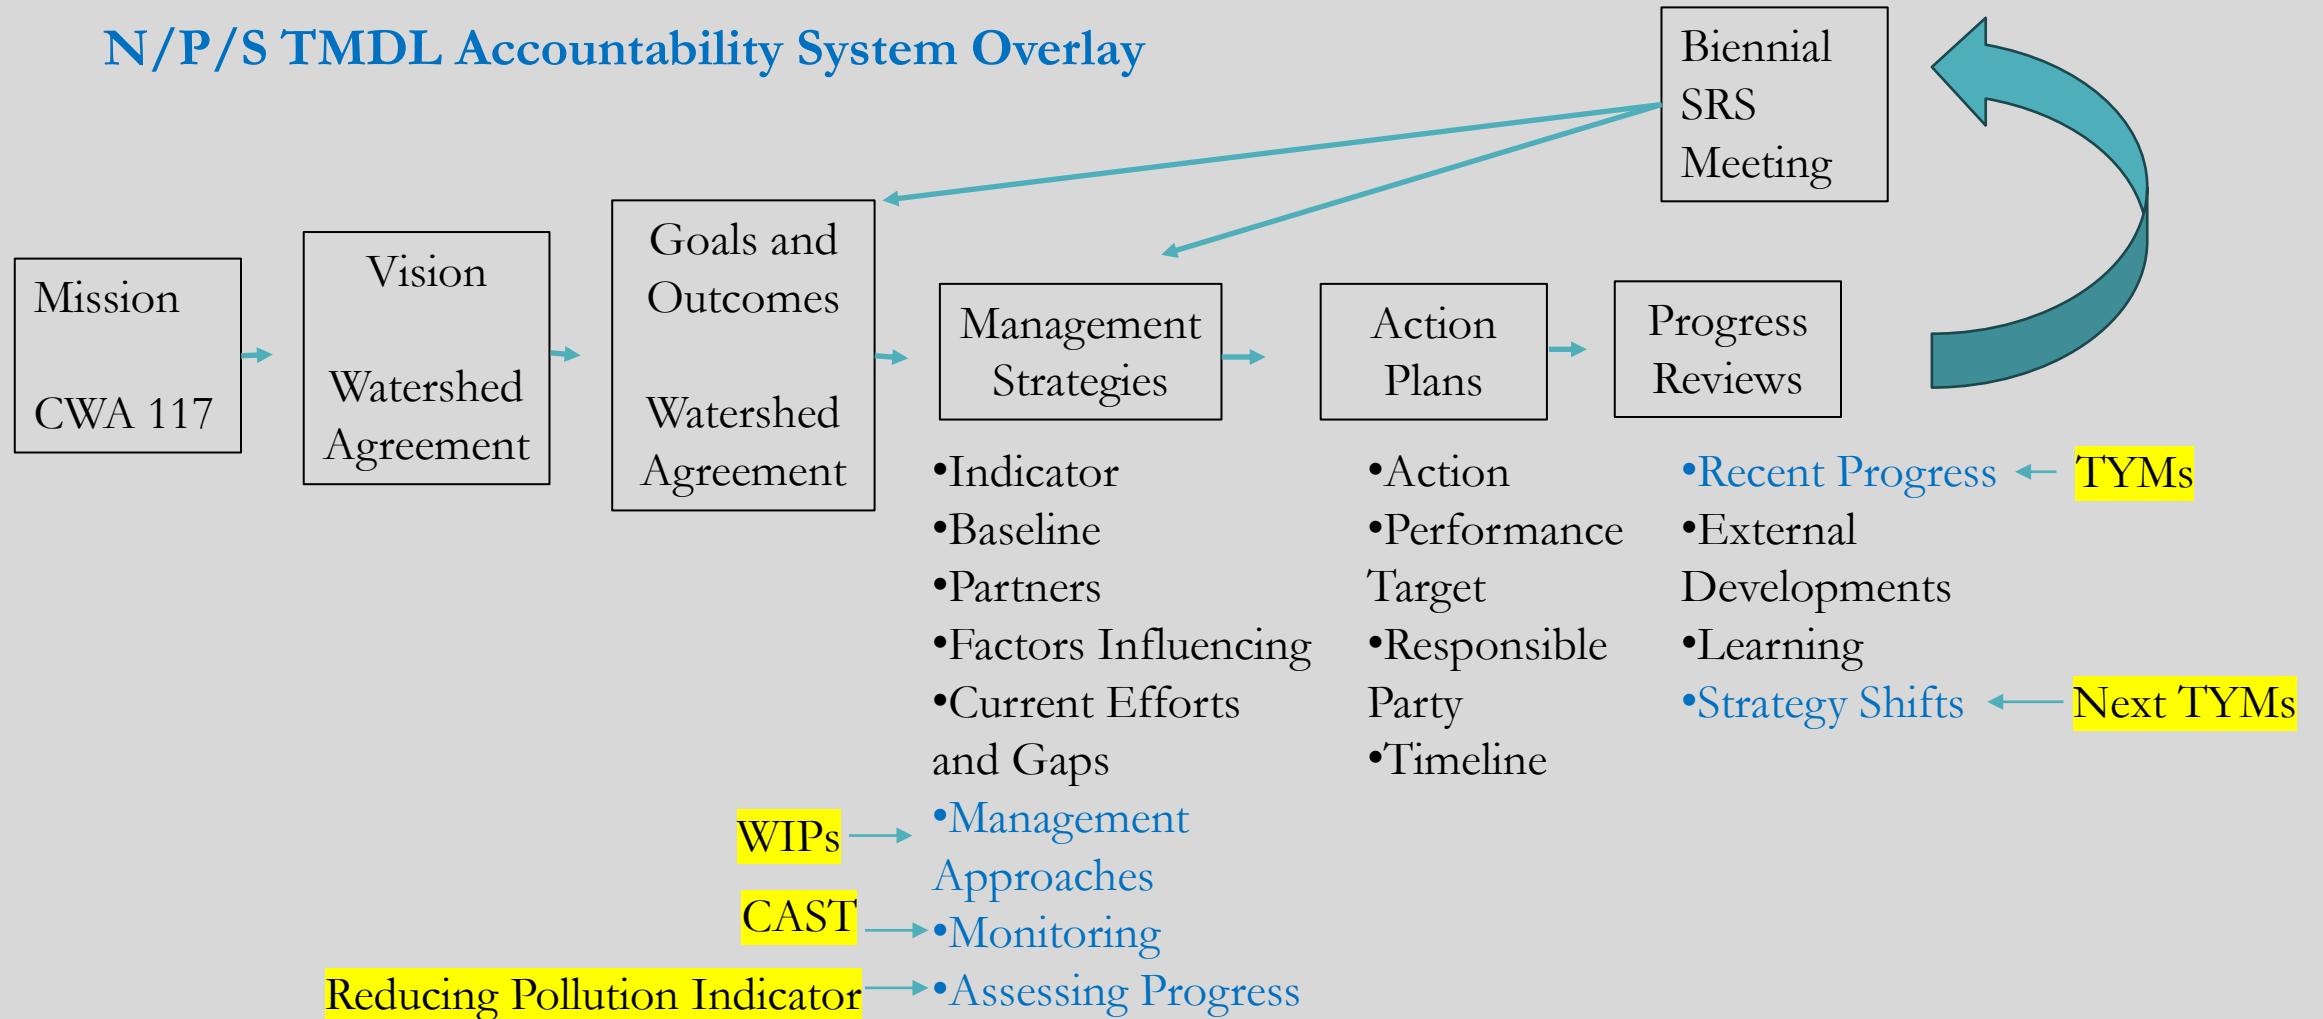 N/P/S TMDL Accountability System Overlay
Biennial
SRS
Meeting
Mission
CWA 117
Vision
Watershed
Agreement
Goals and
Outcomes
Watershed
Agreement
Management
Strategies
Action
Plans
Progress
Reviews
•Indicator
•Baseline
•Partners
•Factors Influencing
•Current Efforts
and Gaps
•Management
Approaches
•Monitoring
•Assessing Progress
WIPs
CAST
Reducing Pollution Indicator
•Action
•Performance
Target
•Responsible
Party
•Timeline
•Recent Progress
•External
Developments
•Learning
•Strategy Shifts
TYMs
Next TYMs